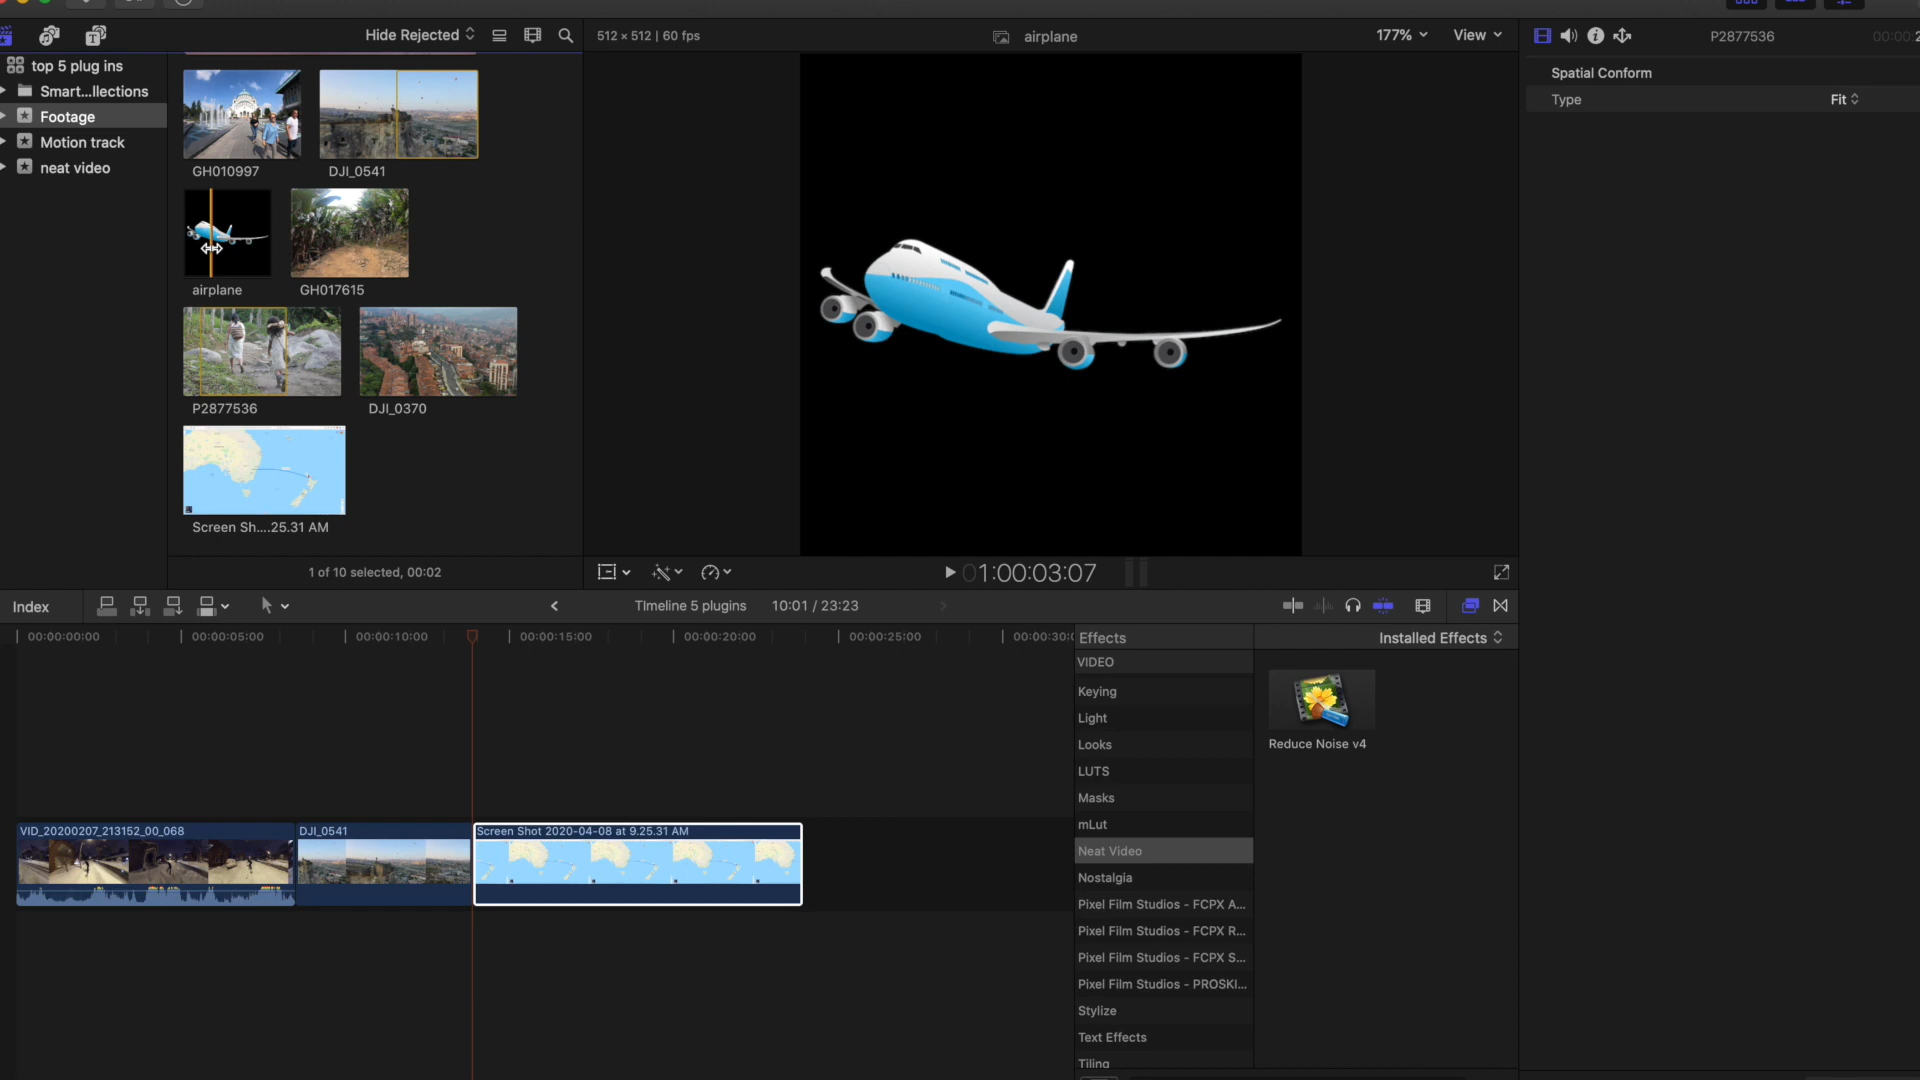 Hide Rejected
512 × 512 | 60 fps
airplane
177%
View
P2877536
top 5 plug ins
Smart...llections
Footage
Motion track
neat video
GH010997
DJI_0541
airplane
GH017615
P2877536
DJI_0370
Screen Sh....25.31 AM
1 of 10 selected, 00:02
Spatial Conform
Type
Fit
01:00:03:07
Index
TImeline 5 plugins
10:01 / 23:23
00:00:00:00
00:00:05:00
00:00:10:00
00:00:15:00
00:00:20:00
00:00:25:00
VID_20200207_213152_00_068
DJI_0541
Screen Shot 2020-04-08 at 9.25.31 AM
Effects
Installed Effects
VIDEO
Keying
Light
Looks
LUTS
Masks
mLut
Neat Video
Nostalgia
Pixel Film Studios - FCPX A...
Pixel Film Studios - FCPX R...
Pixel Film Studios - FCPX S...
Pixel Film Studios - PROSKI...
Stylize
Text Effects
Tiling
Reduce Noise v4